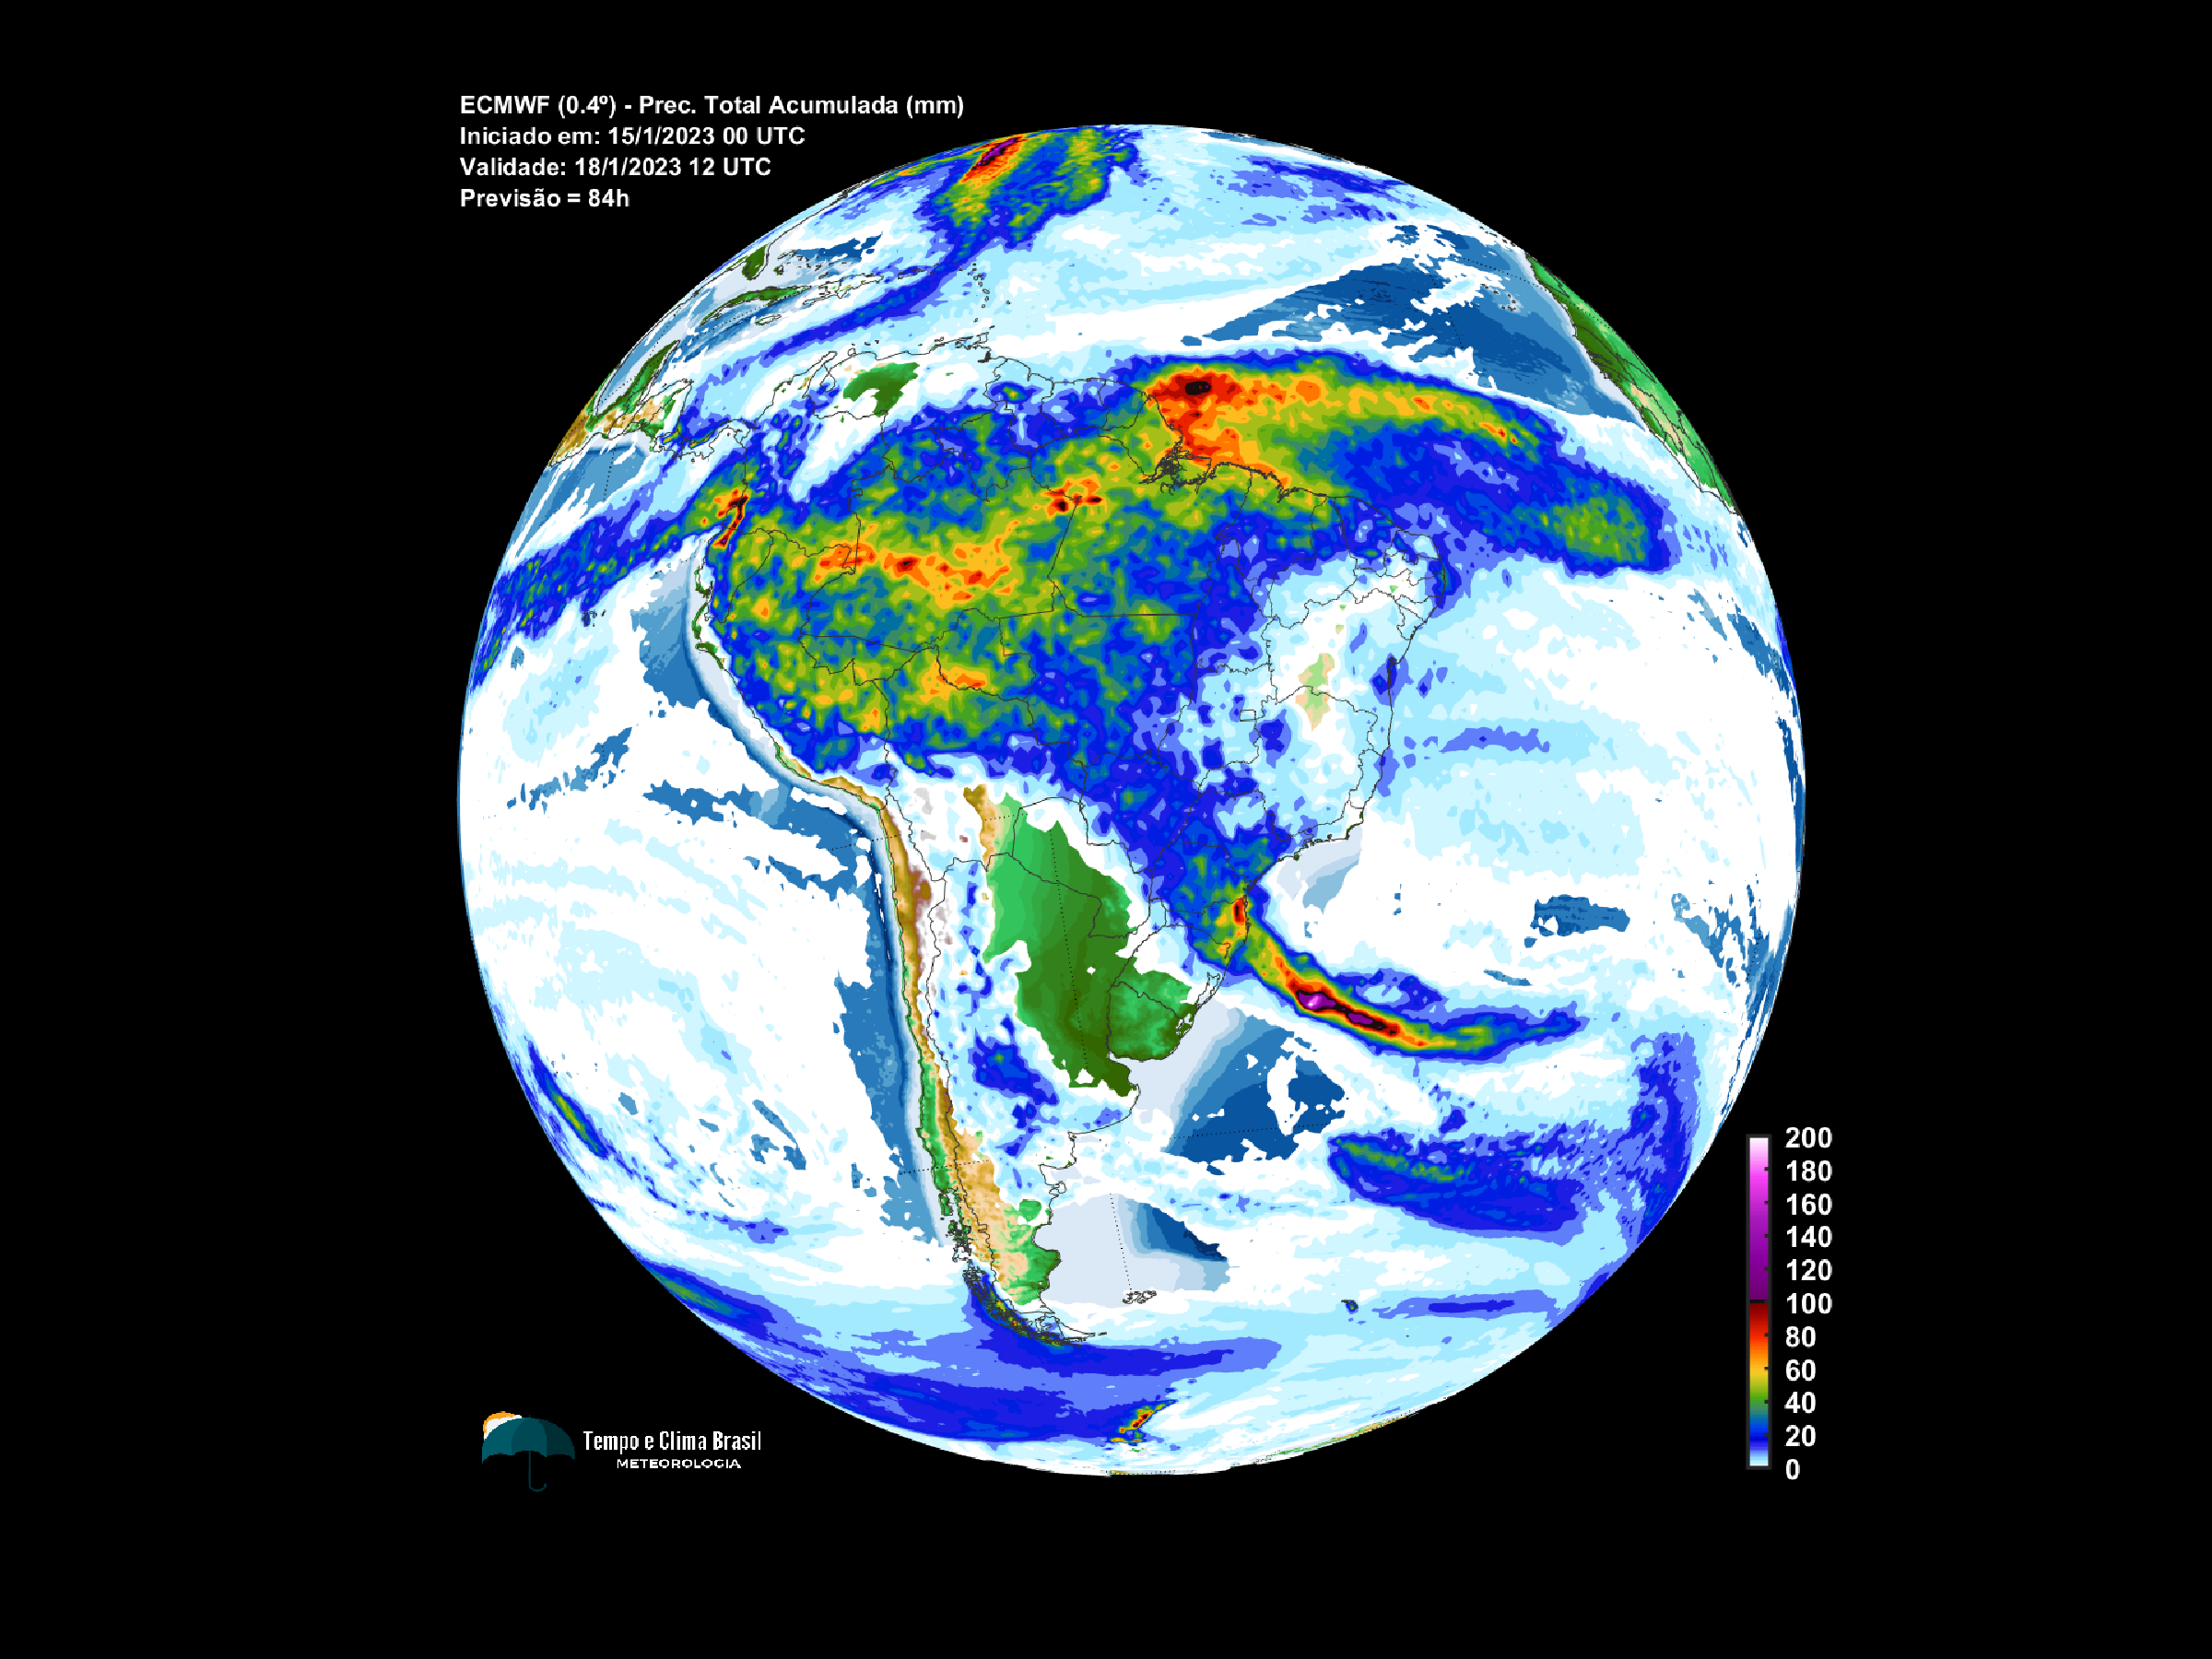 ECMWF (0.4º) - Prec. Total Acumulada (mm)
Iniciado em: 15/1/2023 00 UTC
Validade: 18/1/2023 12 UTC
Previsão = 84h
200
180
160
140
120
100
80
60
40
20
0
Tempo e Clima Brasil
METEOROLOGIA